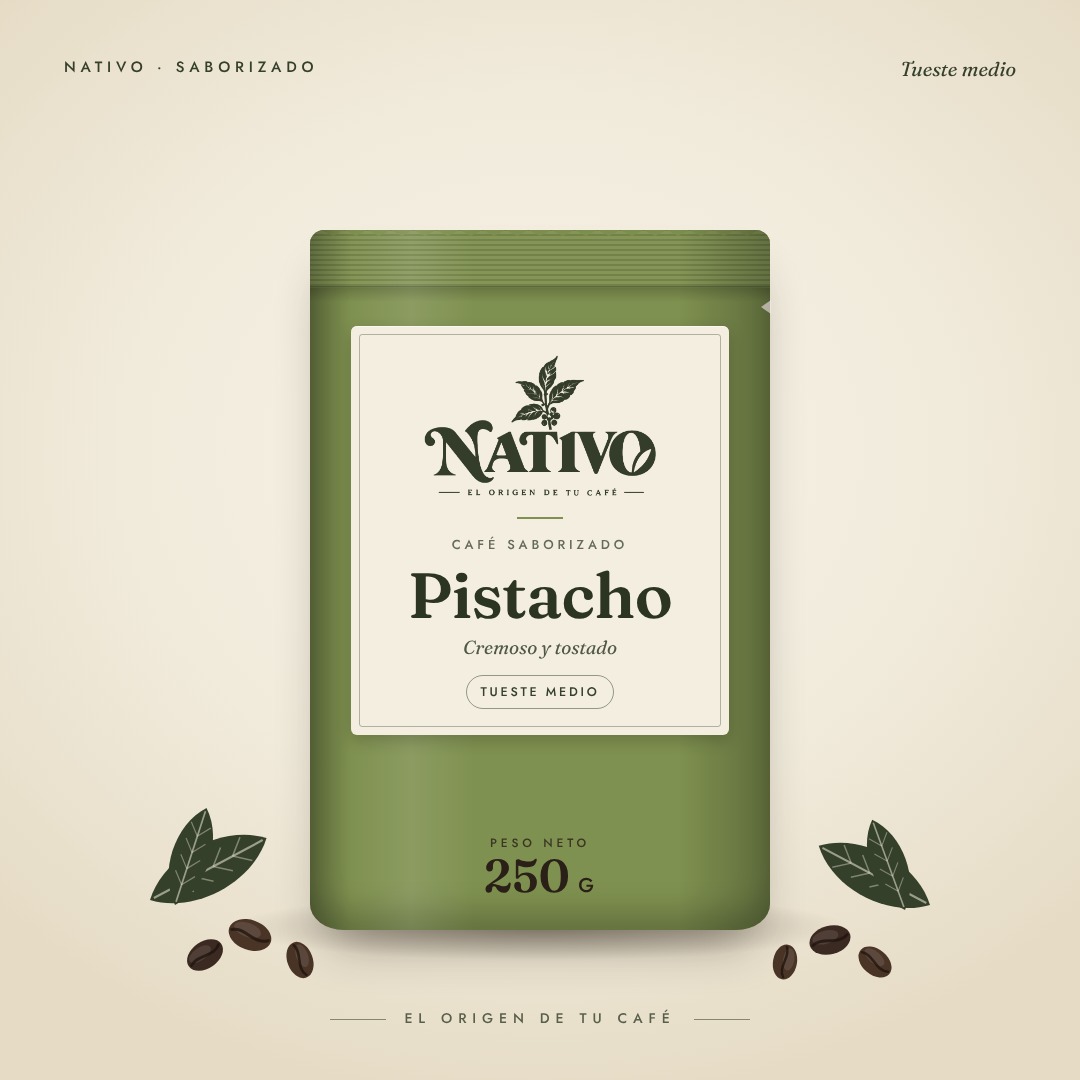 NATIVO · SABORIZADO
Tueste medio
NATIVO
EL ORIGEN DE TU CAFÉ
CAFÉ SABORIZADO
Pistacho
Cremoso y tostado
TUESTE MEDIO
PESO NETO
250 G
EL ORIGEN DE TU CAFÉ